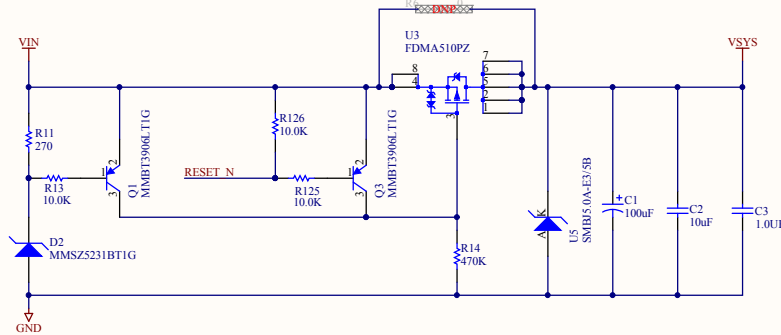 DNP
VIN
U3
FDMA510PZ
VSYS
8
4
7
6
5
2
1
3
R11
270
R126
10.0K
RESET_N
R13
10.0K
1
2
3
Q1
MMBT3906LT1G
R125
10.0K
1
2
3
Q3
MMBT3906LT1G
D2
MMSZ5231BT1G
R14
470K
K
A
U5
SMBJ5.0A-E3/5B
+
C1
100uF
C2
10uF
C3
1.0UF
GND